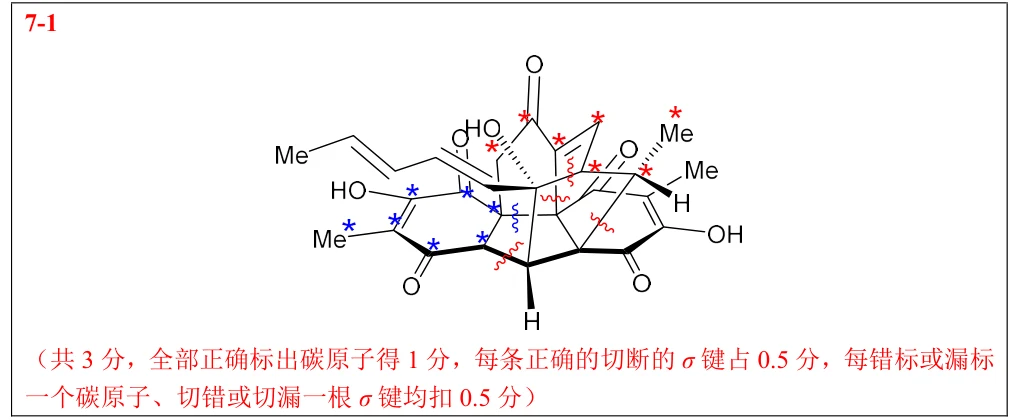 7-1
O
HO
O
Me
Me
O
Me
HO
H
Me
OH
O
O
H
（共 3 分，全部正确标出碳原子得 1 分，每条正确的切断的 σ 键占 0.5 分，每错标或漏标
一个碳原子、切错或切漏一根 σ 键均扣 0.5 分）